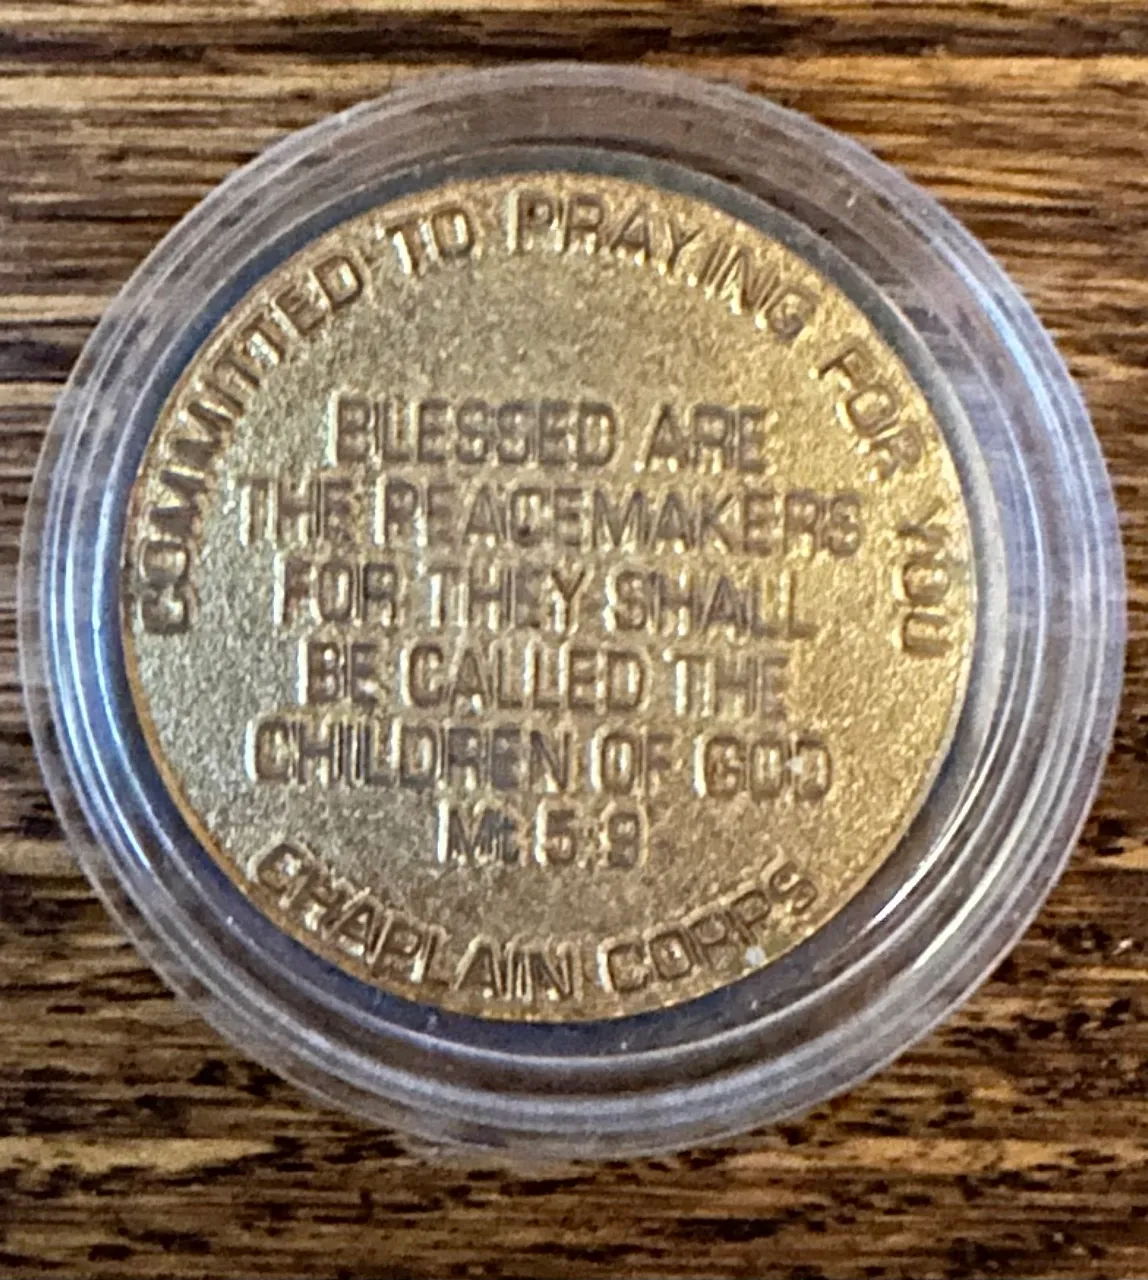 COMMITTED TO PRAYING FOR YOU
BLESSED ARE
THE PEACEMAKERS
FOR THEY SHALL
BE CALLED THE
CHILDREN OF GOD
Mt 5:9
CHAPLAIN CORPS